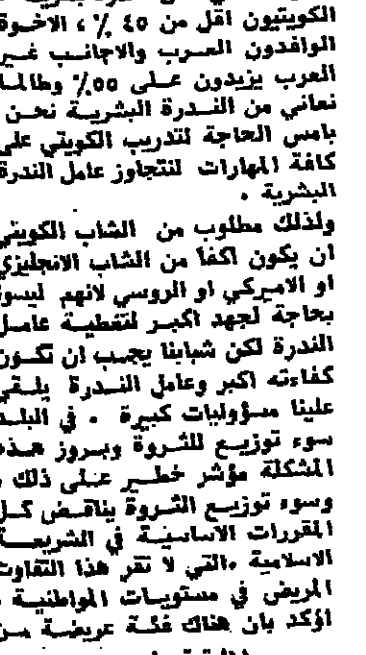 الكويتيون اقل من ٤٥ ٪ ، الاخوة
الوافدون العرب والاجانب غير
العرب يزيدون على ٥٥٪ وطالما
نعاني من الندرة البشرية نحن
بامس الحاجة لتدريب الكويتي على
كافة المهارات لنتجاوز عامل الندرة
البشرية .
ولذلك مطلوب من الشاب الكويتي
ان يكون اكفا من الشاب الانجليزي
او الاميركي او الروسي لانهم ليسوا
بحاجة لجهد اكبر لتغطية عامل
الندرة لكن شبابنا يجب ان تكون
كفاءته اكبر وعامل الندرة يلقي
علينا مسؤوليات كبيرة . في البلد
سوء توزيع للثروة وبروز هذه
المشكلة مؤشر خطير على ذلك
وسوء توزيع الثروة يناقض كل
المقررات الاساسية في الشريعة
الاسلامية ،التي لا تقر هذا التفاوت
المريض في مستويات المواطنية .
اؤكد بان هناك فئة عريضة من